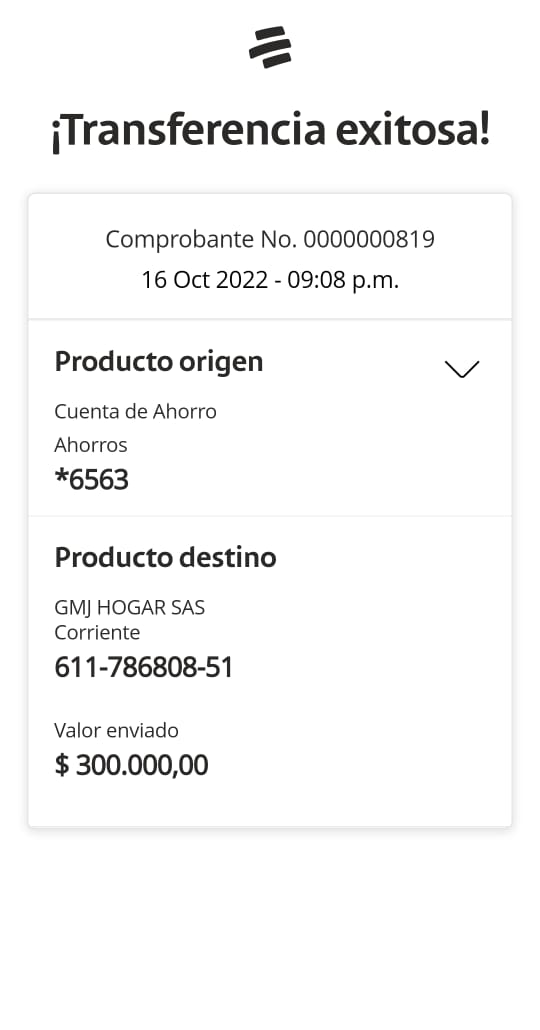 ¡Transferencia exitosa!
Comprobante No. 0000000819
16 Oct 2022 - 09:08 p.m.
Producto origen
Cuenta de Ahorro
Ahorros
*6563
Producto destino
GMJ HOGAR SAS
Corriente
611-786808-51
Valor enviado
$ 300.000,00